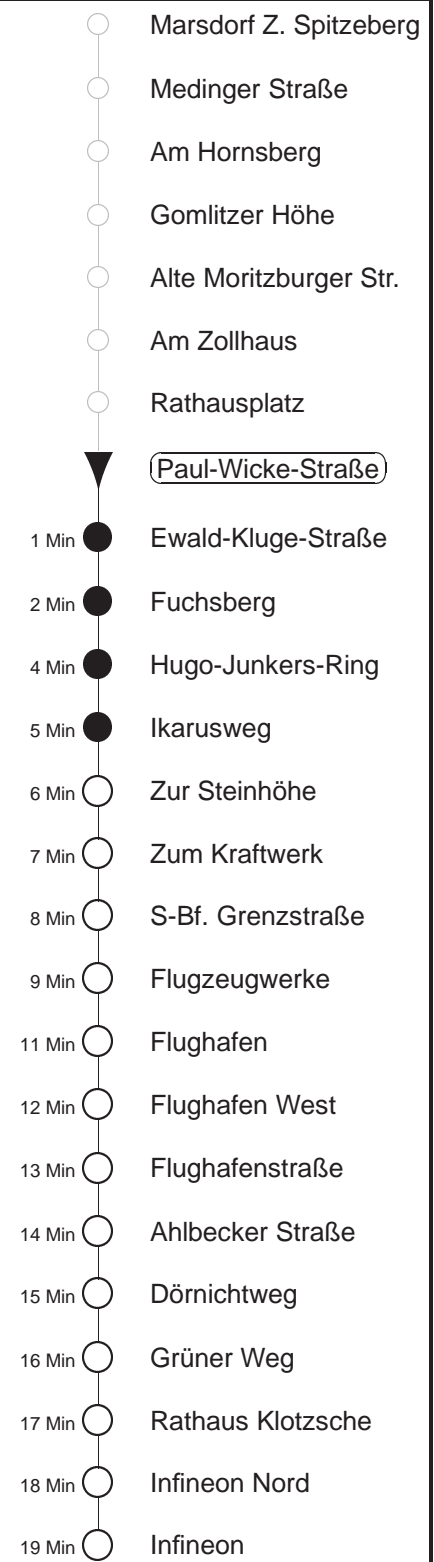 Marsdorf Z. Spitzeberg
Medinger Straße
Am Hornsberg
Gomlitzer Höhe
Alte Moritzburger Str.
Am Zollhaus
Rathausplatz
Paul-Wicke-Straße
1 Min Ewald-Kluge-Straße
2 Min Fuchsberg
4 Min Hugo-Junkers-Ring
5 Min Ikarusweg
6 Min Zur Steinhöhe
7 Min Zum Kraftwerk
8 Min S-Bf. Grenzstraße
9 Min Flugzeugwerke
11 Min Flughafen
12 Min Flughafen West
13 Min Flughafenstraße
14 Min Ahlbecker Straße
15 Min Dörnichtweg
16 Min Grüner Weg
17 Min Rathaus Klotzsche
18 Min Infineon Nord
19 Min Infineon